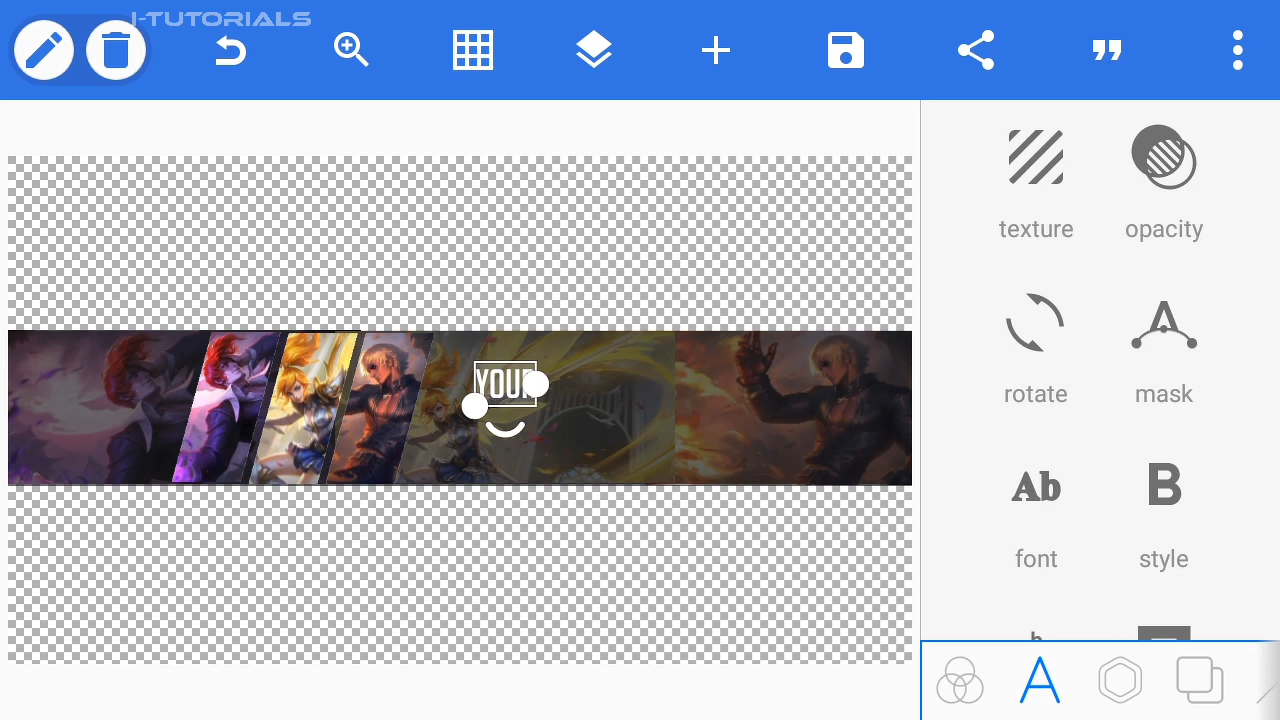 I-TUTORIALS
texture
opacity
YOUR
rotate
mask
Ab
B
font
style